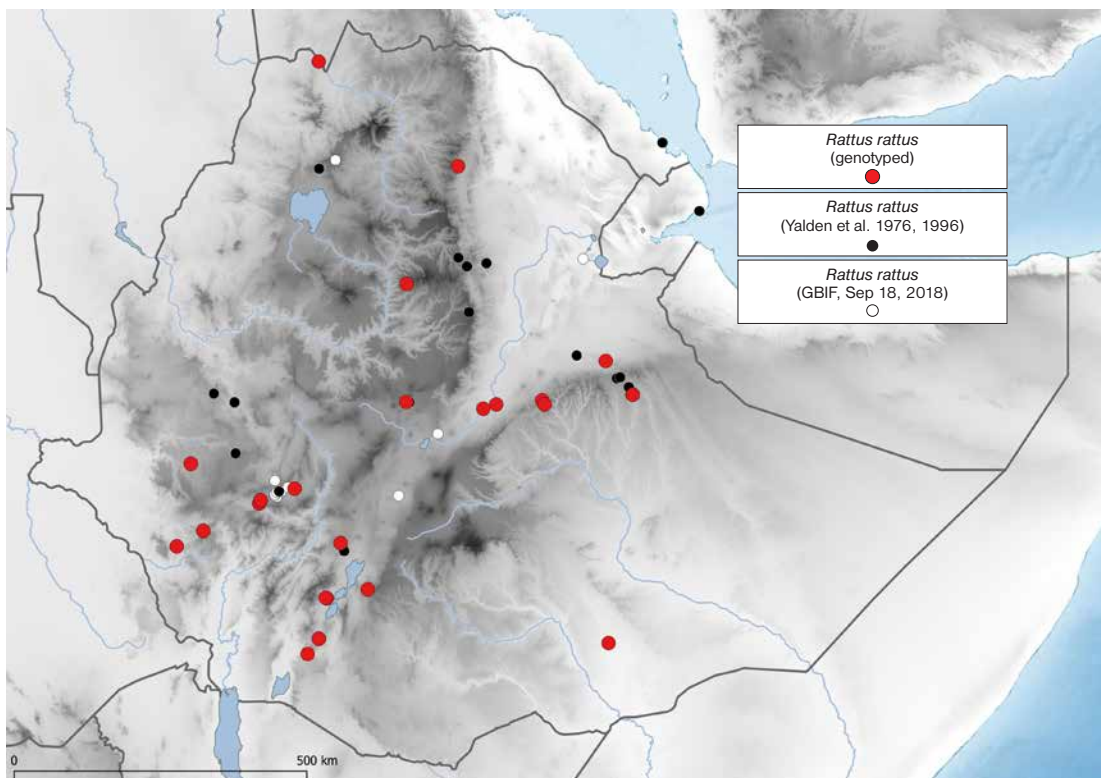 Rattus rattus
(genotyped)
Rattus rattus
(Yalden et al. 1976, 1996)
Rattus rattus
(GBIF, Sep 18, 2018)
0 500 km